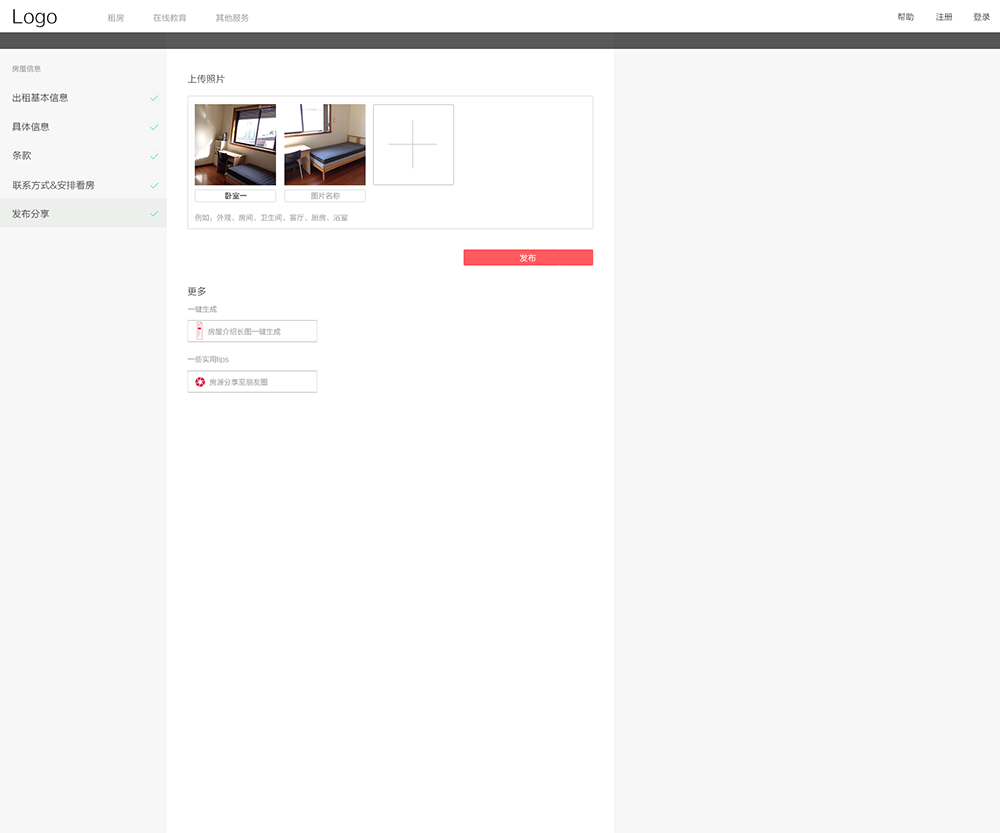 Logo 租房 在线教育 其他服务 帮助 注册 登录
房屋信息
出租基本信息
具体信息
条款
联系方式&安排看房
发布分享
上传照片
卧室一 图片名称
例如：外观、房间、卫生间、客厅、厨房、浴室
发布
更多
一键生成
房屋介绍长图一键生成
一些实用tips
房源分享至朋友圈